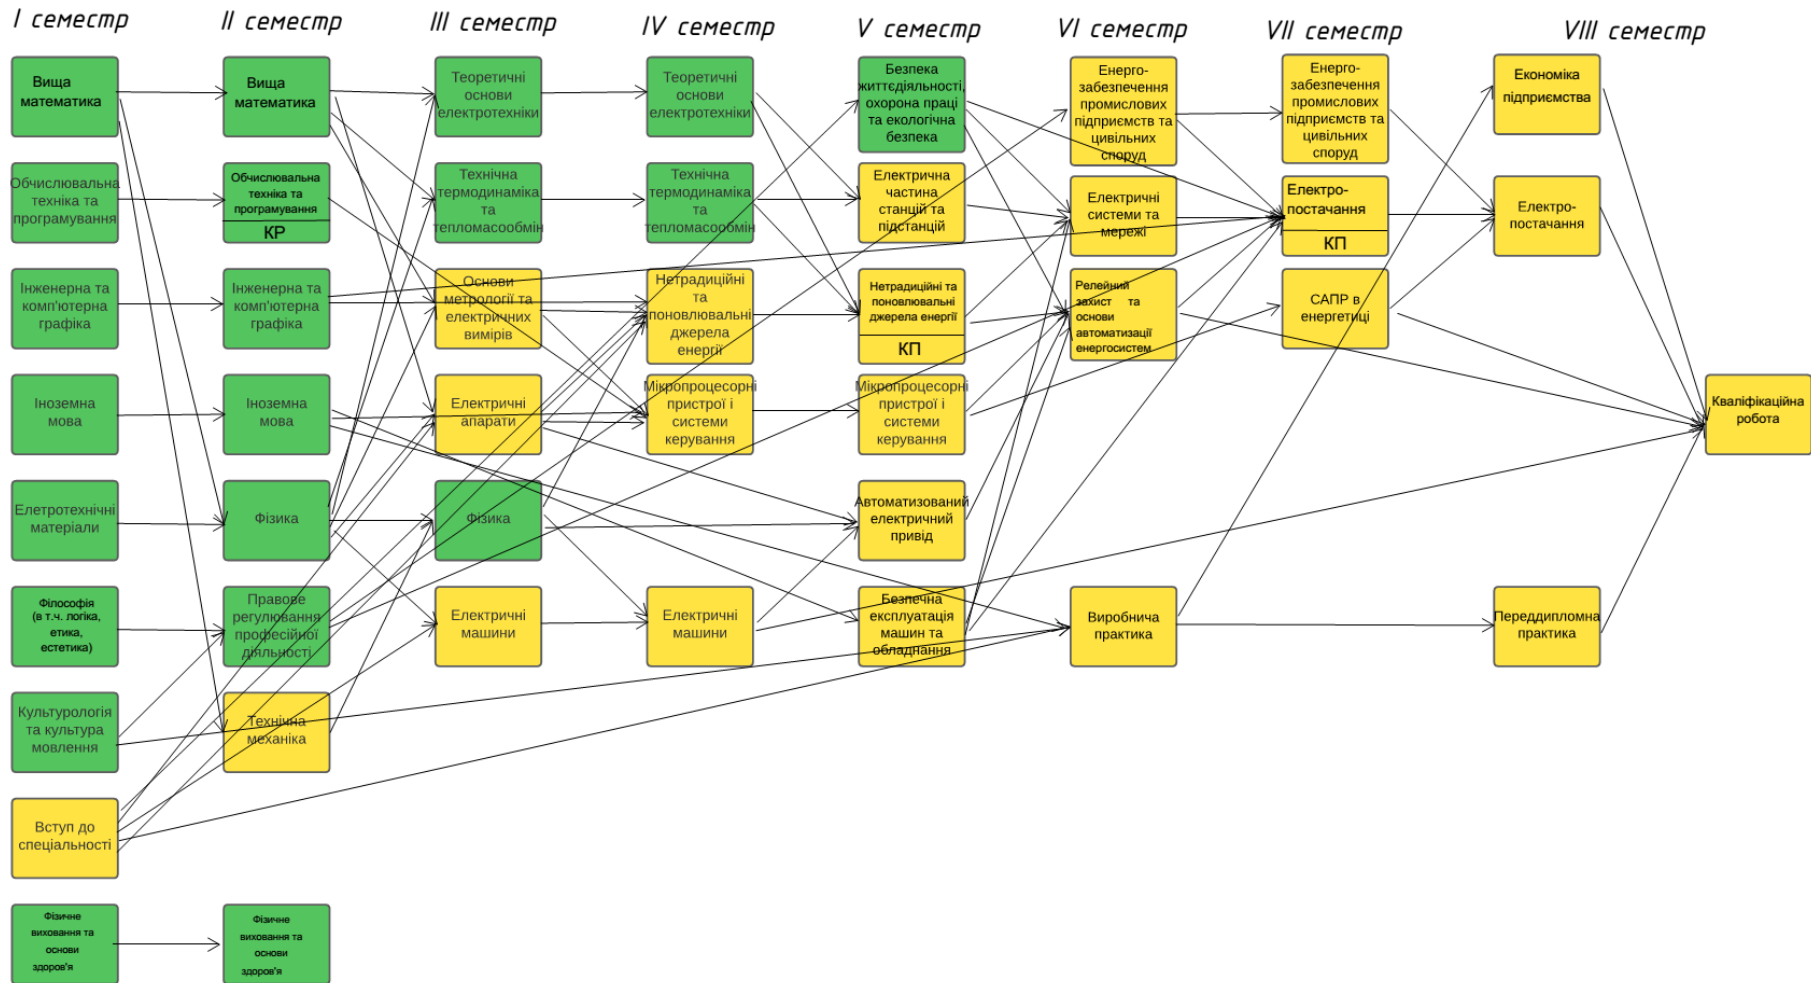 I семестр
II семестр
III семестр
IV семестр
V семестр
VI семестр
VII семестр
VIII семестр
Вища
математика
Обчислювальна
техніка та
програмування
Інженерна та
комп'ютерна
графіка
Іноземна
мова
Елетротехнічні
матеріали
Філософія
(в т.ч. логіка,
етика,
естетика)
Культурологія
та культура
мовлення
Вступ до
спеціальності
Фізичне
виховання та
основи
здоров'я
Вища
математика
Обчислювальна
техніка та
програмування
КР
Інженерна та
комп'ютерна
графіка
Іноземна
мова
Фізика
Правове
регулювання
професійної
діяльності
Технічна
механіка
Фізичне
виховання та
основи
здоров'я
Теоретичні
основи
електротехніки
Технічна
термодинаміка
та
тепломасообмін
Основи
метрології та
електричних
вимірів
Електричні
апарати
Фізика
Електричні
машини
Теоретичні
основи
електротехніки
Технічна
термодинаміка
та
тепломасообмін
Нетрадиційні
та
поновлювальні
джерела
енергії
Мікропроцесорні
пристрої і
системи
керування
Електричні
машини
Безпека
життєдіяльності,
охорона праці
та екологічна
безпека
Електрична
частина
станцій та
підстанцій
Нетрадиційні та
поновлювальні
джерела енергії
КП
Мікропроцесорні
пристрої і
системи
керування
Автоматизований
електричний
привід
Безпечна
експлуатація
машин та
обладнання
Енерго-
забезпечення
промислових
підприємств та
цивільних
споруд
Електричні
системи та
мережі
Релейний
захист та
основи
автоматизації
енергосистем
Виробнича
практика
Енерго-
забезпечення
промислових
підприємств та
цивільних
споруд
Електро-
постачання
КП
САПР в
енергетиці
Економіка
підприємства
Електро-
постачання
Переддипломна
практика
Кваліфікаційна
робота